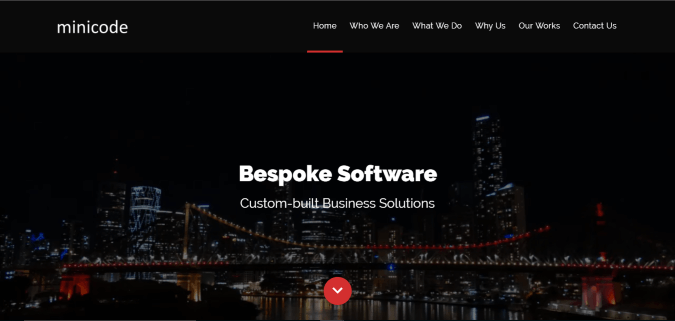 minicode
Home Who We Are What We Do Why Us Our Works Contact Us
Bespoke Software
Custom-built Business Solutions